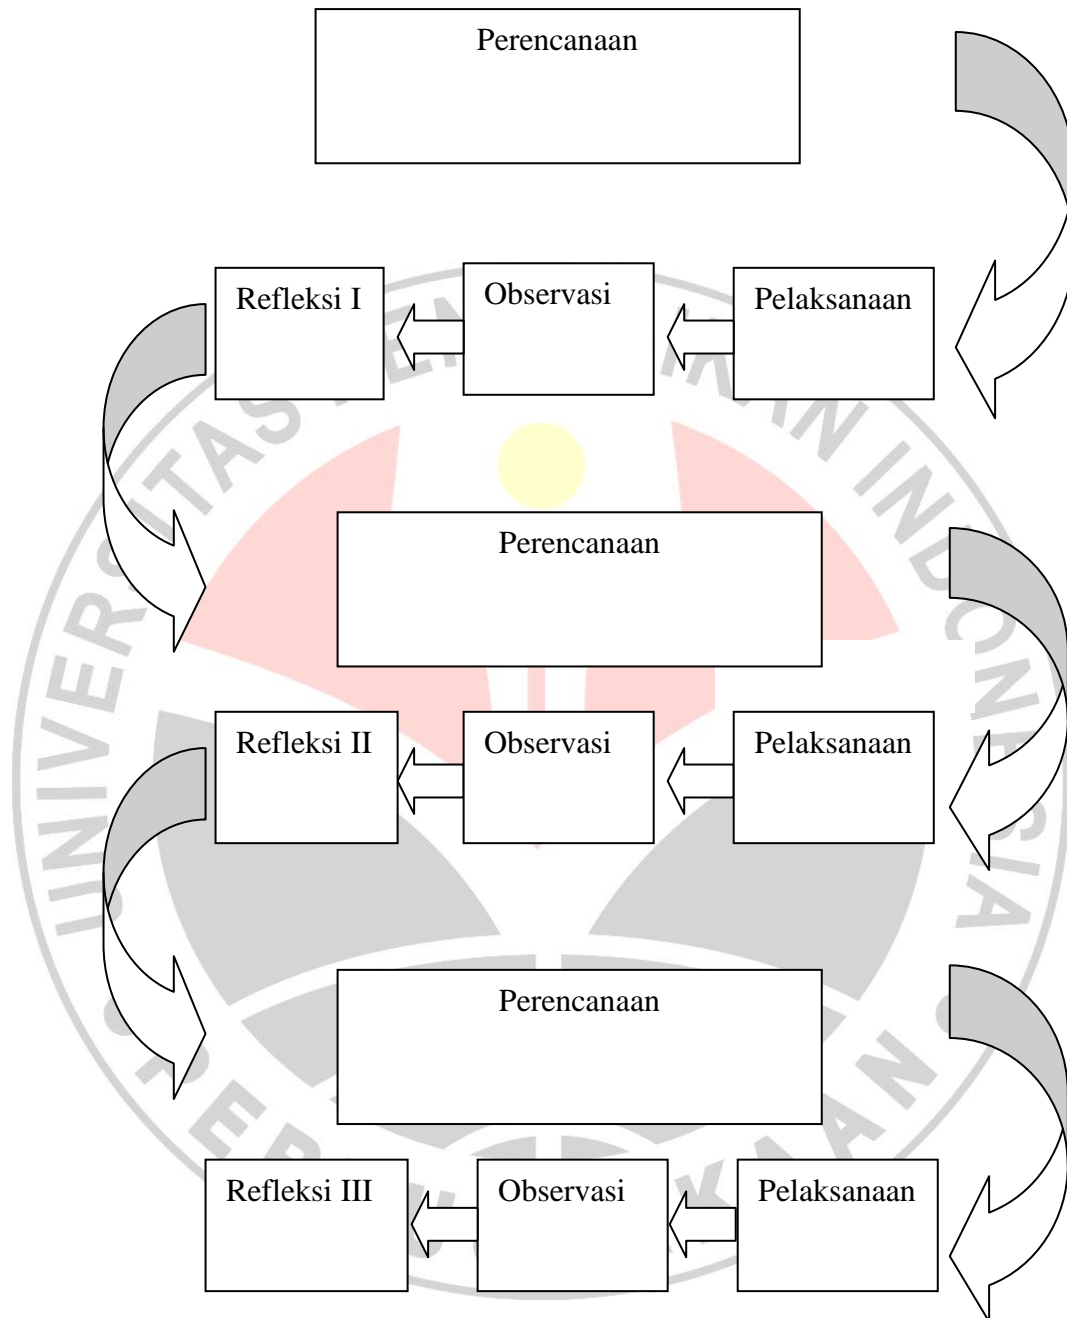 Perencanaan
Refleksi I
Observasi
Pelaksanaan
Perencanaan
Refleksi II
Observasi
Pelaksanaan
Perencanaan
Refleksi III
Observasi
Pelaksanaan